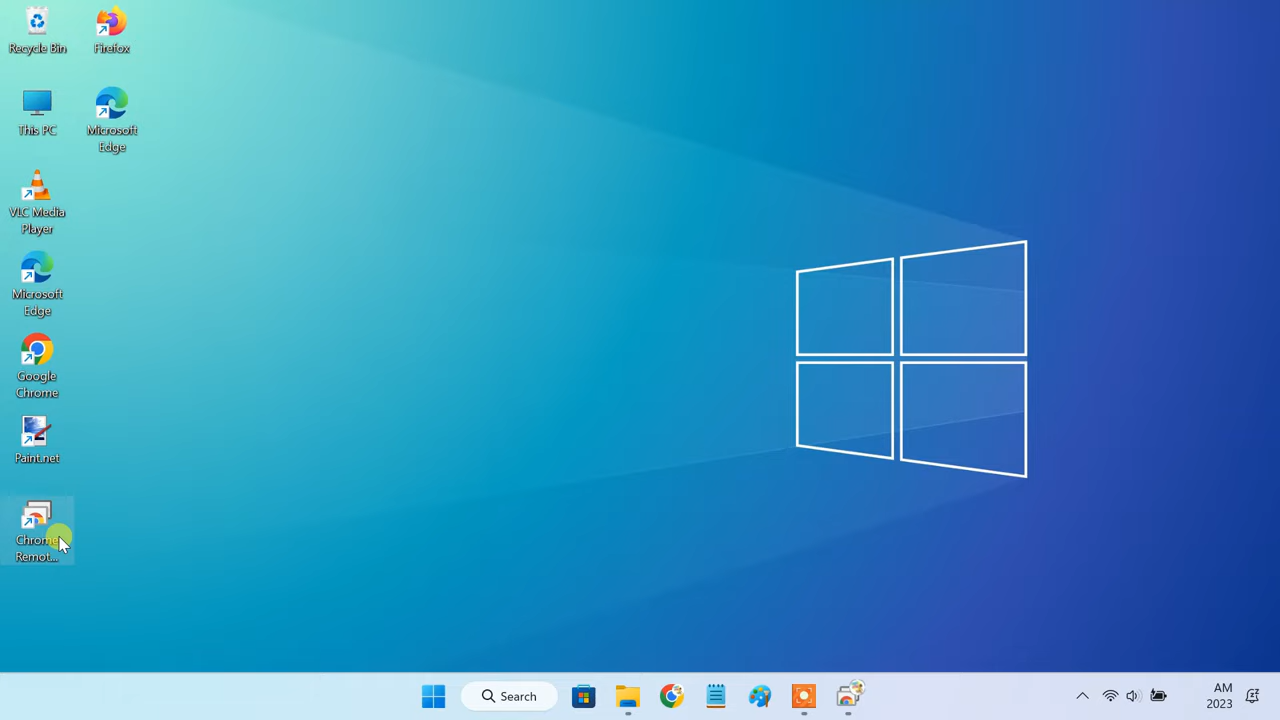 Recycle Bin
Firefox
This PC
Microsoft
Edge
VLC Media
Player
Microsoft
Edge
Google
Chrome
Paint.net
Chrome
Remot...
Search
AM
2023